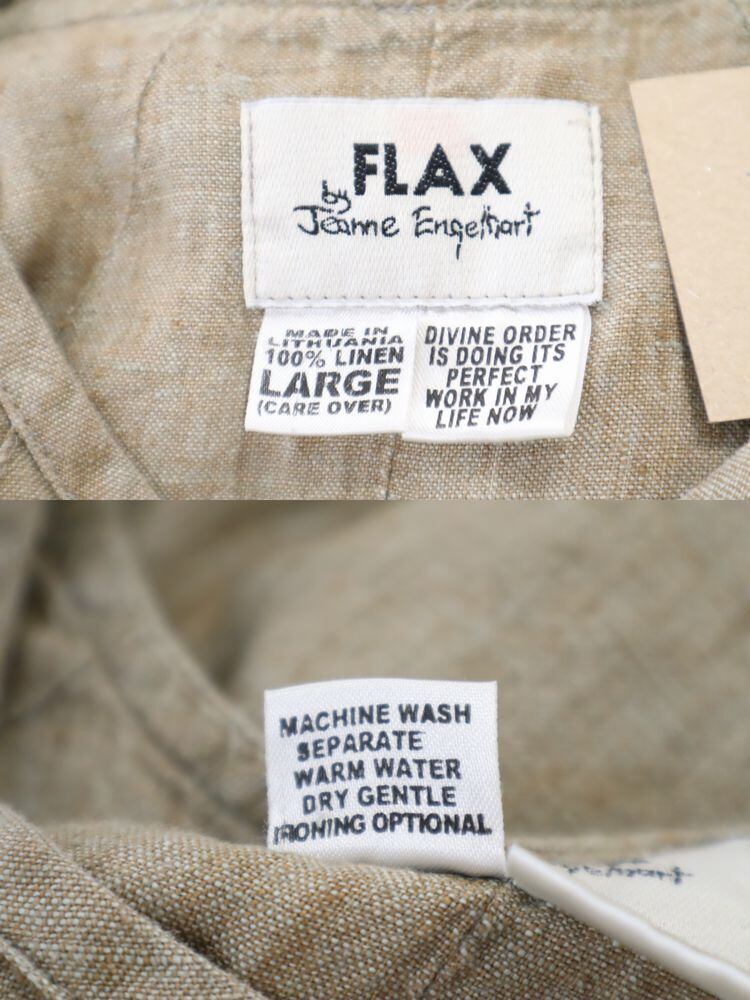 FLAX
by
Jeanne Engelhart
MADE IN
LITHUANIA
100% LINEN
LARGE
(CARE OVER)
DIVINE ORDER
IS DOING ITS
PERFECT
WORK IN MY
LIFE NOW
MACHINE WASH
SEPARATE
WARM WATER
DRY GENTLE
IRONING OPTIONAL